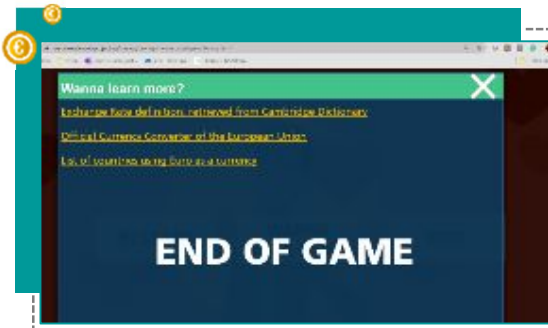 Wanna learn more?
Exchange Rate definition, retrieved from Cambridge Dictionary
Official Currency Converter of the European Union
List of countries using Euro as a currency
END OF GAME